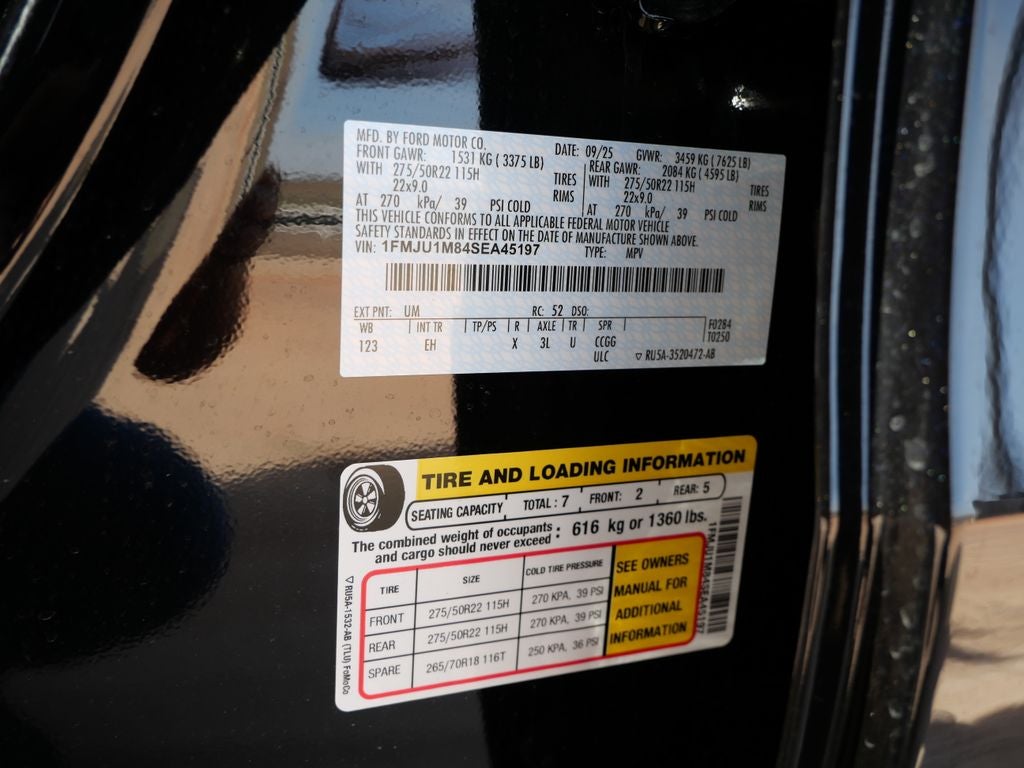 MFD. BY FORD MOTOR CO. DATE: 09/25 GVWR: 3459 KG (7625 LB)
FRONT GAWR: 1531 KG (3375 LB) REAR GAWR: 2084 KG (4595 LB)
WITH 275/50R22 115H TIRES WITH 275/50R22 115H TIRES
22x9.0 RIMS 22x9.0 RIMS
AT 270 kPa/ 39 PSI COLD AT 270 kPa/ 39 PSI COLD
THIS VEHICLE CONFORMS TO ALL APPLICABLE FEDERAL MOTOR VEHICLE
SAFETY STANDARDS IN EFFECT ON THE DATE OF MANUFACTURE SHOWN ABOVE.
VIN: 1FMJU1M84SEA45197 TYPE: MPV
EXT PNT: UM RC: 52 DSO:
WB INT TR TP/PS R AXLE TR SPR F0284
123 EH X 3L U CCGG T0250
ULC ▽ RU5A-3520472-AB
TIRE AND LOADING INFORMATION
SEATING CAPACITY TOTAL : 7 FRONT: 2 REAR: 5
The combined weight of occupants
and cargo should never exceed : 616 kg or 1360 lbs.
TIRE SIZE COLD TIRE PRESSURE
FRONT 275/50R22 115H 270 KPA, 39 PSI
REAR 275/50R22 115H 270 KPA, 39 PSI
SPARE 265/70R18 116T 250 KPA, 36 PSI
SEE OWNERS
MANUAL FOR
ADDITIONAL
INFORMATION
1FMJU1M84SEA45197
▽ RU5A-1532-AB (TLU) FoMoCo